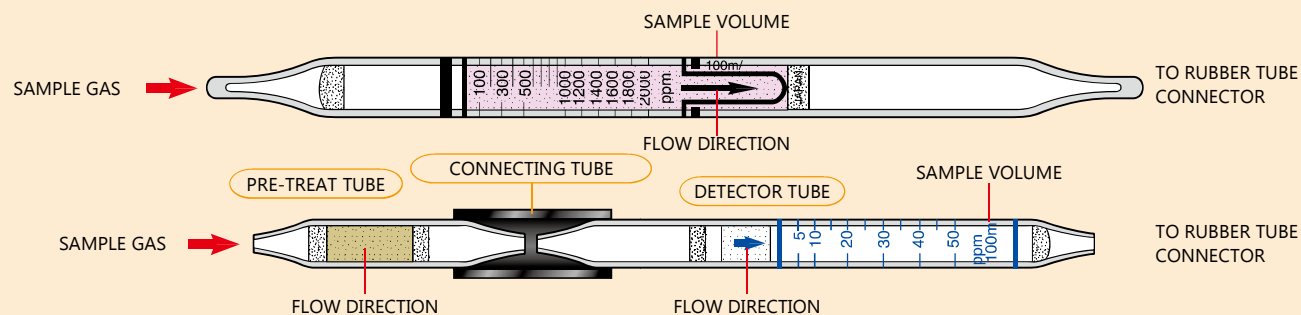 SAMPLE VOLUME
SAMPLE GAS
100 300 500 1000 1200 1400 1600 1800 2000 ppm
100m/
TO RUBBER TUBE
CONNECTOR
FLOW DIRECTION
CONNECTING TUBE
PRE-TREAT TUBE
DETECTOR TUBE
SAMPLE VOLUME
SAMPLE GAS
5 10 20 30 40 50 ppm
100m
TO RUBBER TUBE
CONNECTOR
FLOW DIRECTION
FLOW DIRECTION